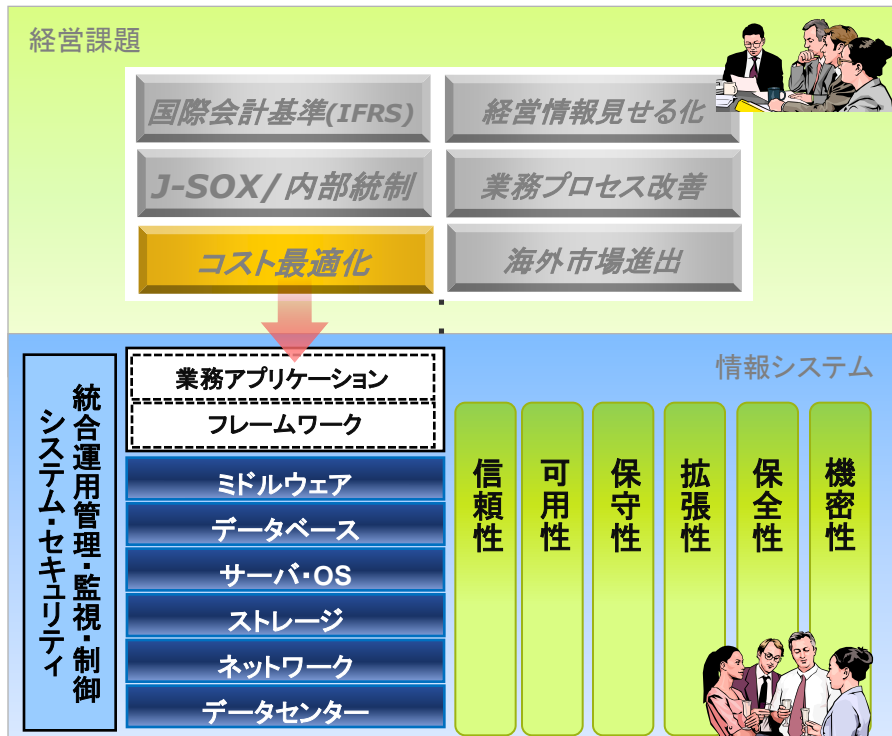 経営課題
国際会計基準(IFRS)
経営情報見せる化
J-SOX/内部統制
業務プロセス改善
コスト最適化
海外市場進出
情報システム
統合運用管理・監視・制御
システム・セキュリティ
業務アプリケーション
フレームワーク
ミドルウェア
データベース
サーバ・OS
ストレージ
ネットワーク
データセンター
信頼性
可用性
保守性
拡張性
保全性
機密性